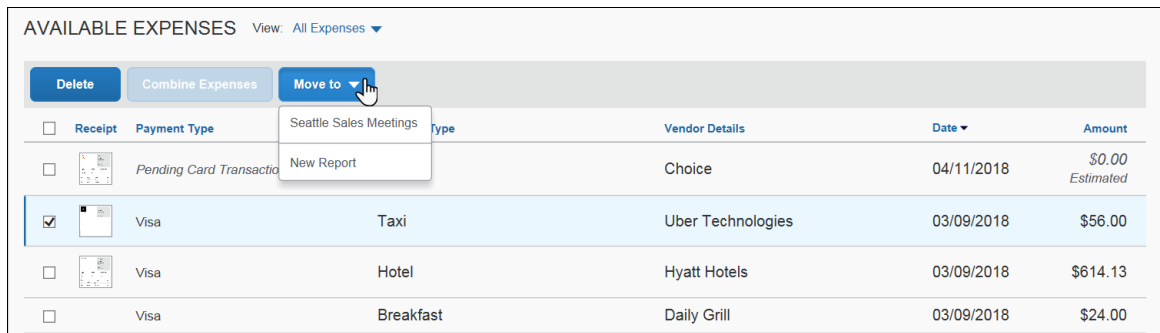 AVAILABLE EXPENSES View: All Expenses
Delete Combine Expenses Move to
Seattle Sales Meetings
New Report
Receipt Payment Type Type Vendor Details Date Amount
Pending Card Transactio Choice 04/11/2018 $0.00
Estimated
Visa Taxi Uber Technologies 03/09/2018 $56.00
Visa Hotel Hyatt Hotels 03/09/2018 $614.13
Visa Breakfast Daily Grill 03/09/2018 $24.00